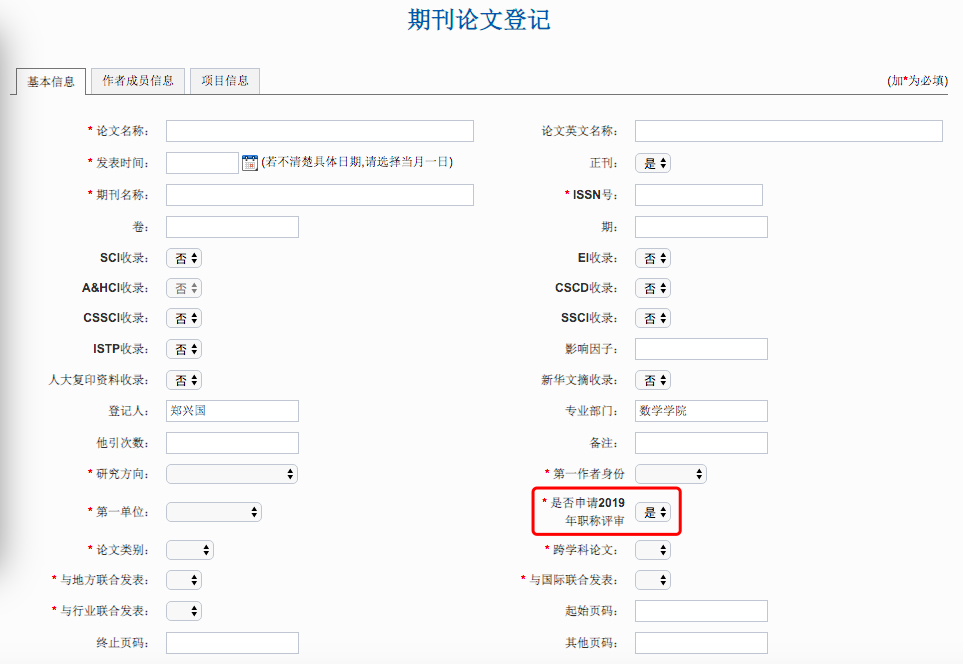 期刊论文登记
基本信息 作者成员信息 项目信息 (加*为必填)
* 论文名称: 论文英文名称:
* 发表时间: (若不清楚具体日期,请选择当月一日) 正刊: 是
* 期刊名称: * ISSN号:
卷: 期:
SCI收录: 否 EI收录: 否
A&HCI收录: 否 CSCD收录: 否
CSSCI收录: 否 SSCI收录: 否
ISTP收录: 否 影响因子:
人大复印资料收录: 否 新华文摘收录: 否
登记人: 郑兴国 专业部门: 数学学院
他引次数: 备注:
* 研究方向: * 第一作者身份
* 第一单位: * 是否申请2019
年职称评审 是
* 论文类别: * 跨学科论文:
* 与地方联合发表: * 与国际联合发表:
* 与行业联合发表: 起始页码:
终止页码: 其他页码: